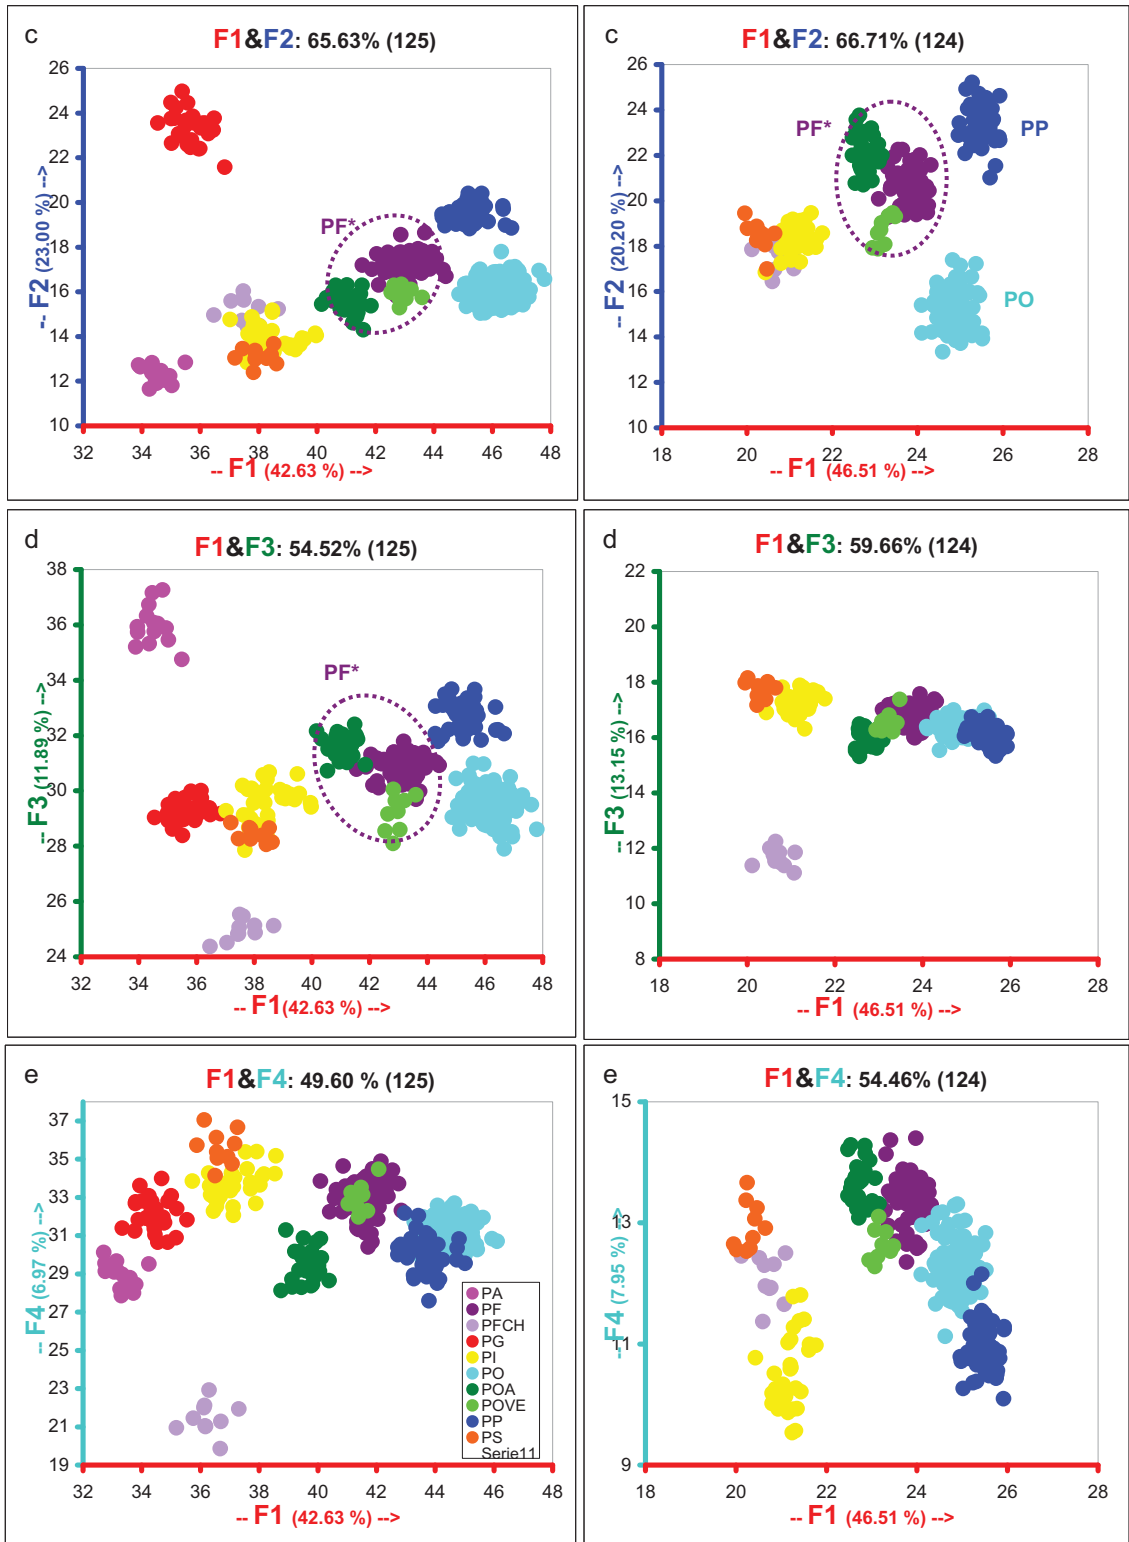 c
F1&F2: 65.63% (125)
26
24
22
20
18
16
14
12
10
-- F2 (23.00 %) -->
PF*
32 34 36 38 40 42 44 46 48
-- F1 (42.63 %) -->
c
F1&F2: 66.71% (124)
26
24
22
20
18
16
14
12
10
-- F2 (20.20 %) -->
PF*
PP
PO
18 20 22 24 26 28
-- F1 (46.51 %) -->
d
F1&F3: 54.52% (125)
38
36
34
32
30
28
26
24
-- F3 (11.89 %) -->
PF*
32 34 36 38 40 42 44 46 48
-- F1(42.63 %) -->
d
F1&F3: 59.66% (124)
22
20
18
16
14
12
10
8
-- F3 (13.15 %) -->
18 20 22 24 26 28
-- F1 (46.51 %) -->
e
F1&F4: 49.60 % (125)
37
35
33
31
29
27
25
23
21
19
-- F4 (6.97 %) -->
PA
PF
PFCH
PG
PI
PO
POA
POVE
PP
PS
Serie11
32 34 36 38 40 42 44 46 48
-- F1 (42.63 %) -->
e
F1&F4: 54.46% (124)
15
13
11
9
-- F4 (7.95 %) -->
18 20 22 24 26 28
-- F1 (46.51 %) -->